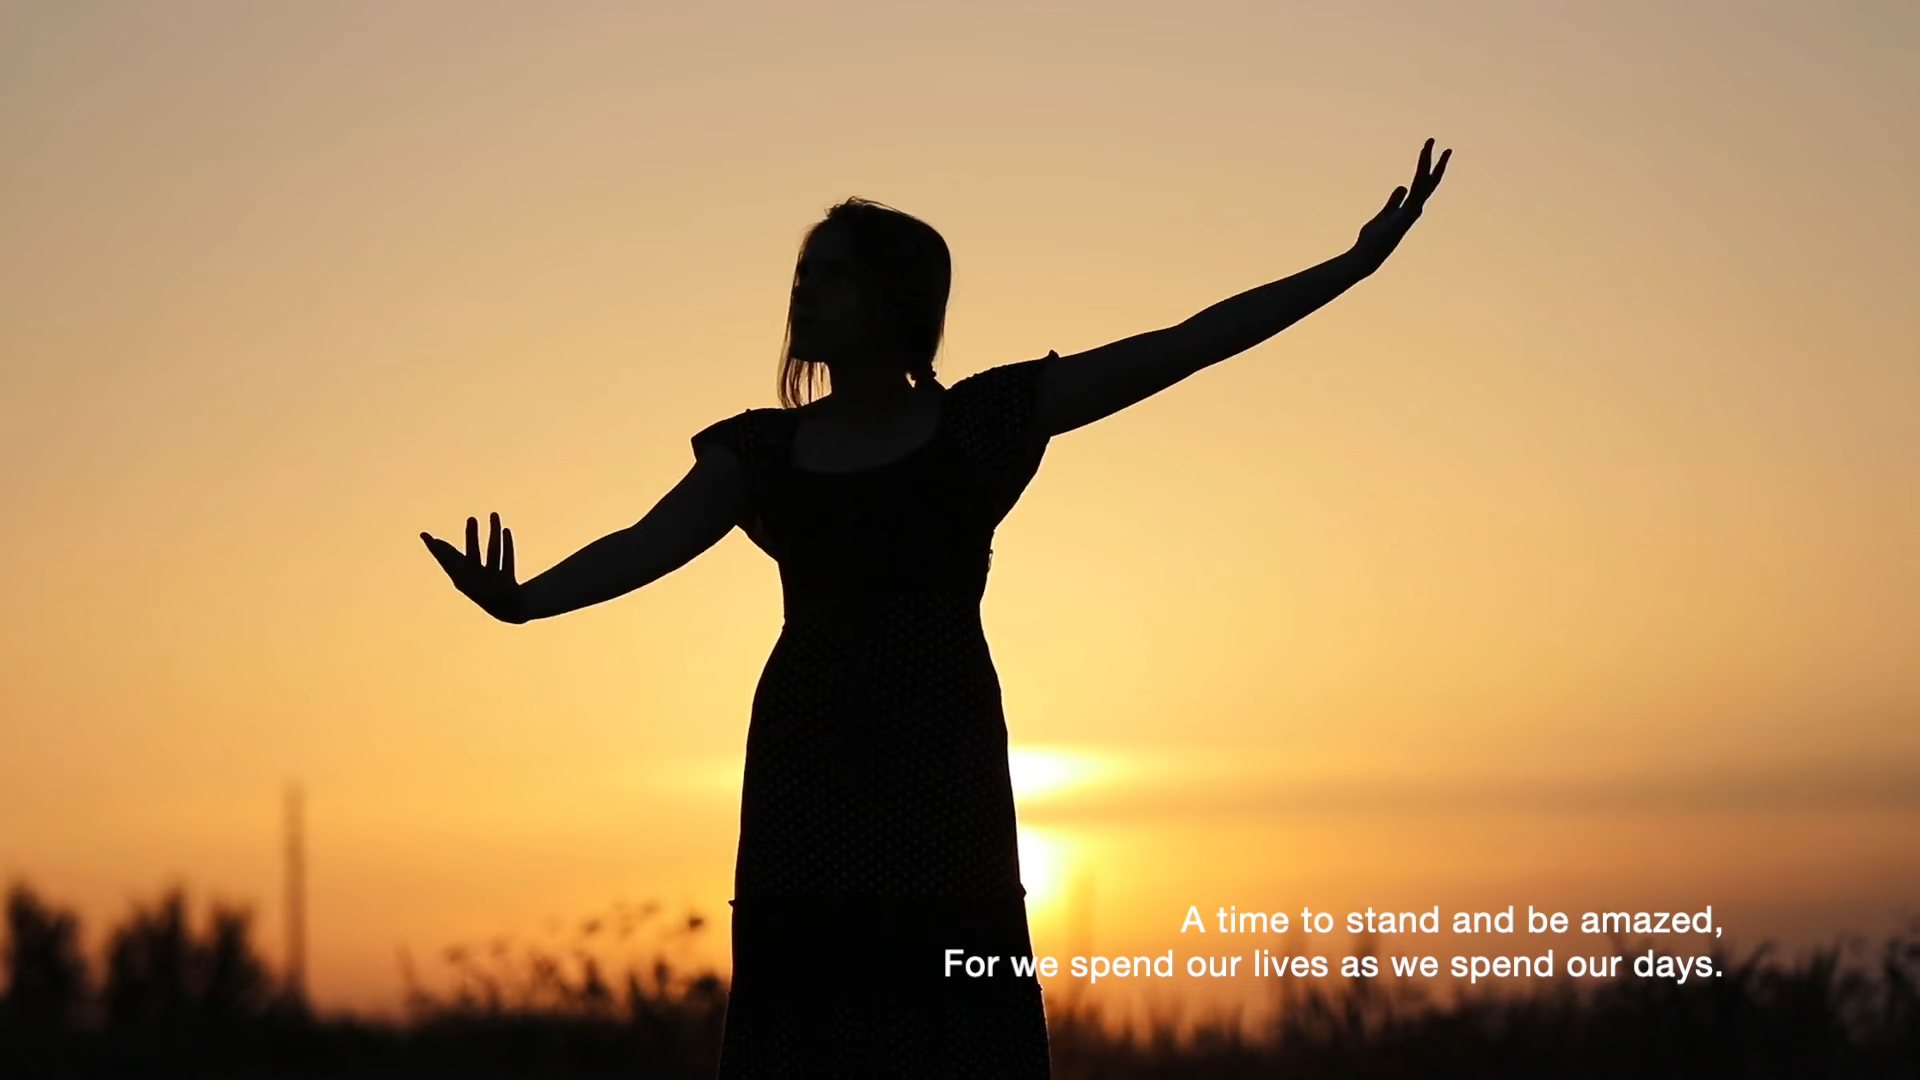 A time to stand and be amazed,
For we spend our lives as we spend our days.